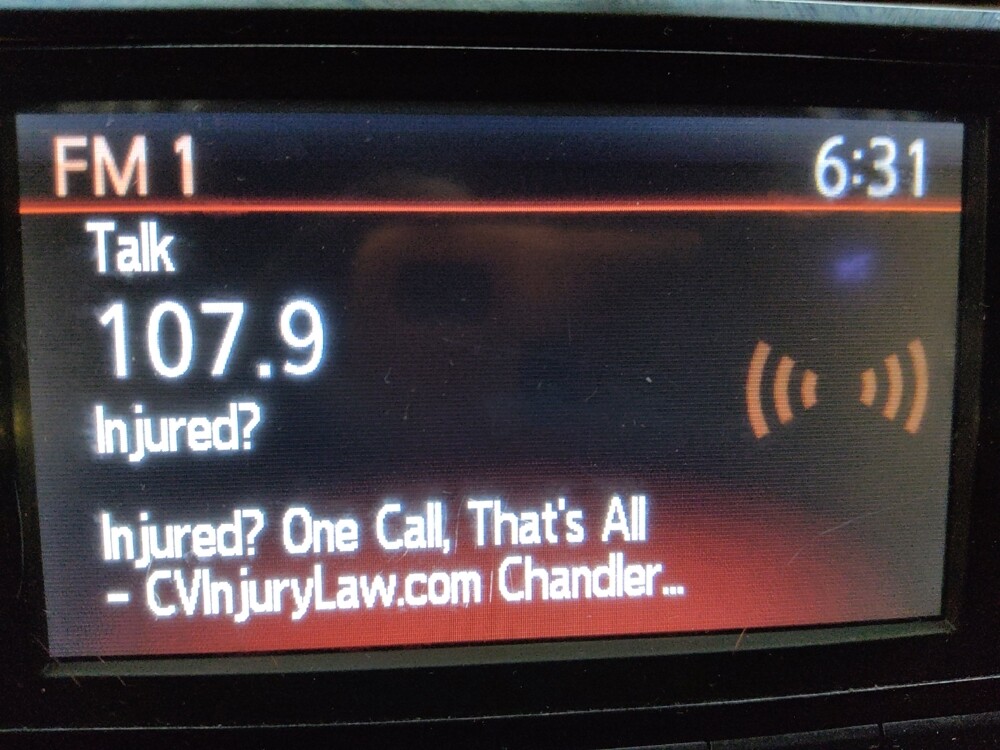 FM 1
6:31
Talk
107.9
Injured?
Injured? One Call, That's All
- CVInjuryLaw.com Chandler...